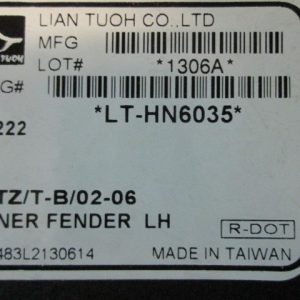 LIAN TUOH CO.,LTD
MFG
LOT# *1306A*
G#
*LT-HN6035*
222
TZ/T-B/02-06
NER FENDER LH
R-DOT
483L2130614
MADE IN TAIWAN